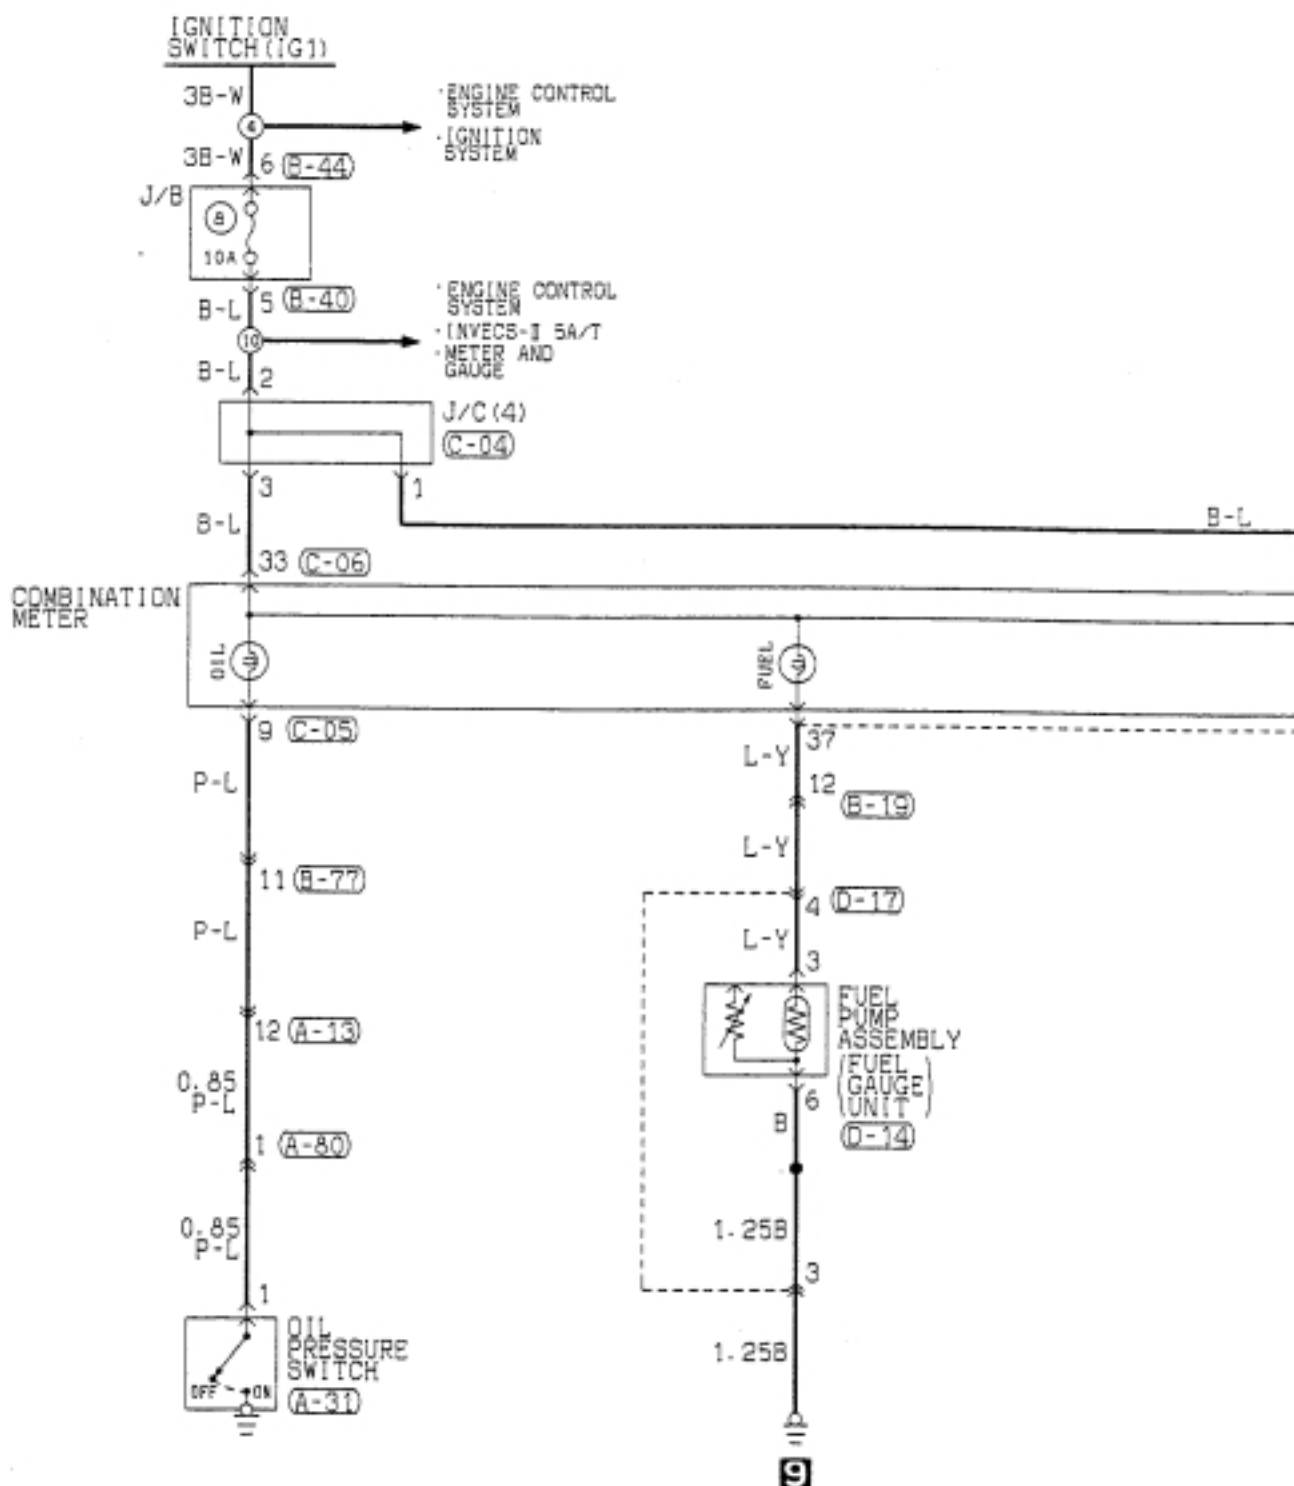 IGNITION
SWITCH(IG1)
3B-W
4
·ENGINE CONTROL
SYSTEM
·IGNITION
SYSTEM
3B-W
6
B-44
J/B
8
10A
B-L
5
B-40
·ENGINE CONTROL
SYSTEM
·INVECS-Ⅱ 5A/T
·METER AND
GAUGE
10
B-L
2
J/C(4)
C-04
3
1
B-L
B-L
33
C-06
COMBINATION
METER
OIL
FUEL
9
C-05
37
L-Y
P-L
12
B-19
L-Y
11
B-77
4
D-17
P-L
L-Y
3
FUEL
PUMP
ASSEMBLY
(FUEL
GAUGE
UNIT)
12
A-13
0.85
P-L
6
B
D-14
1
A-80
0.85
P-L
1.25B
3
1
OIL
PRESSURE
SWITCH
1.25B
OFF
ON
A-31
9